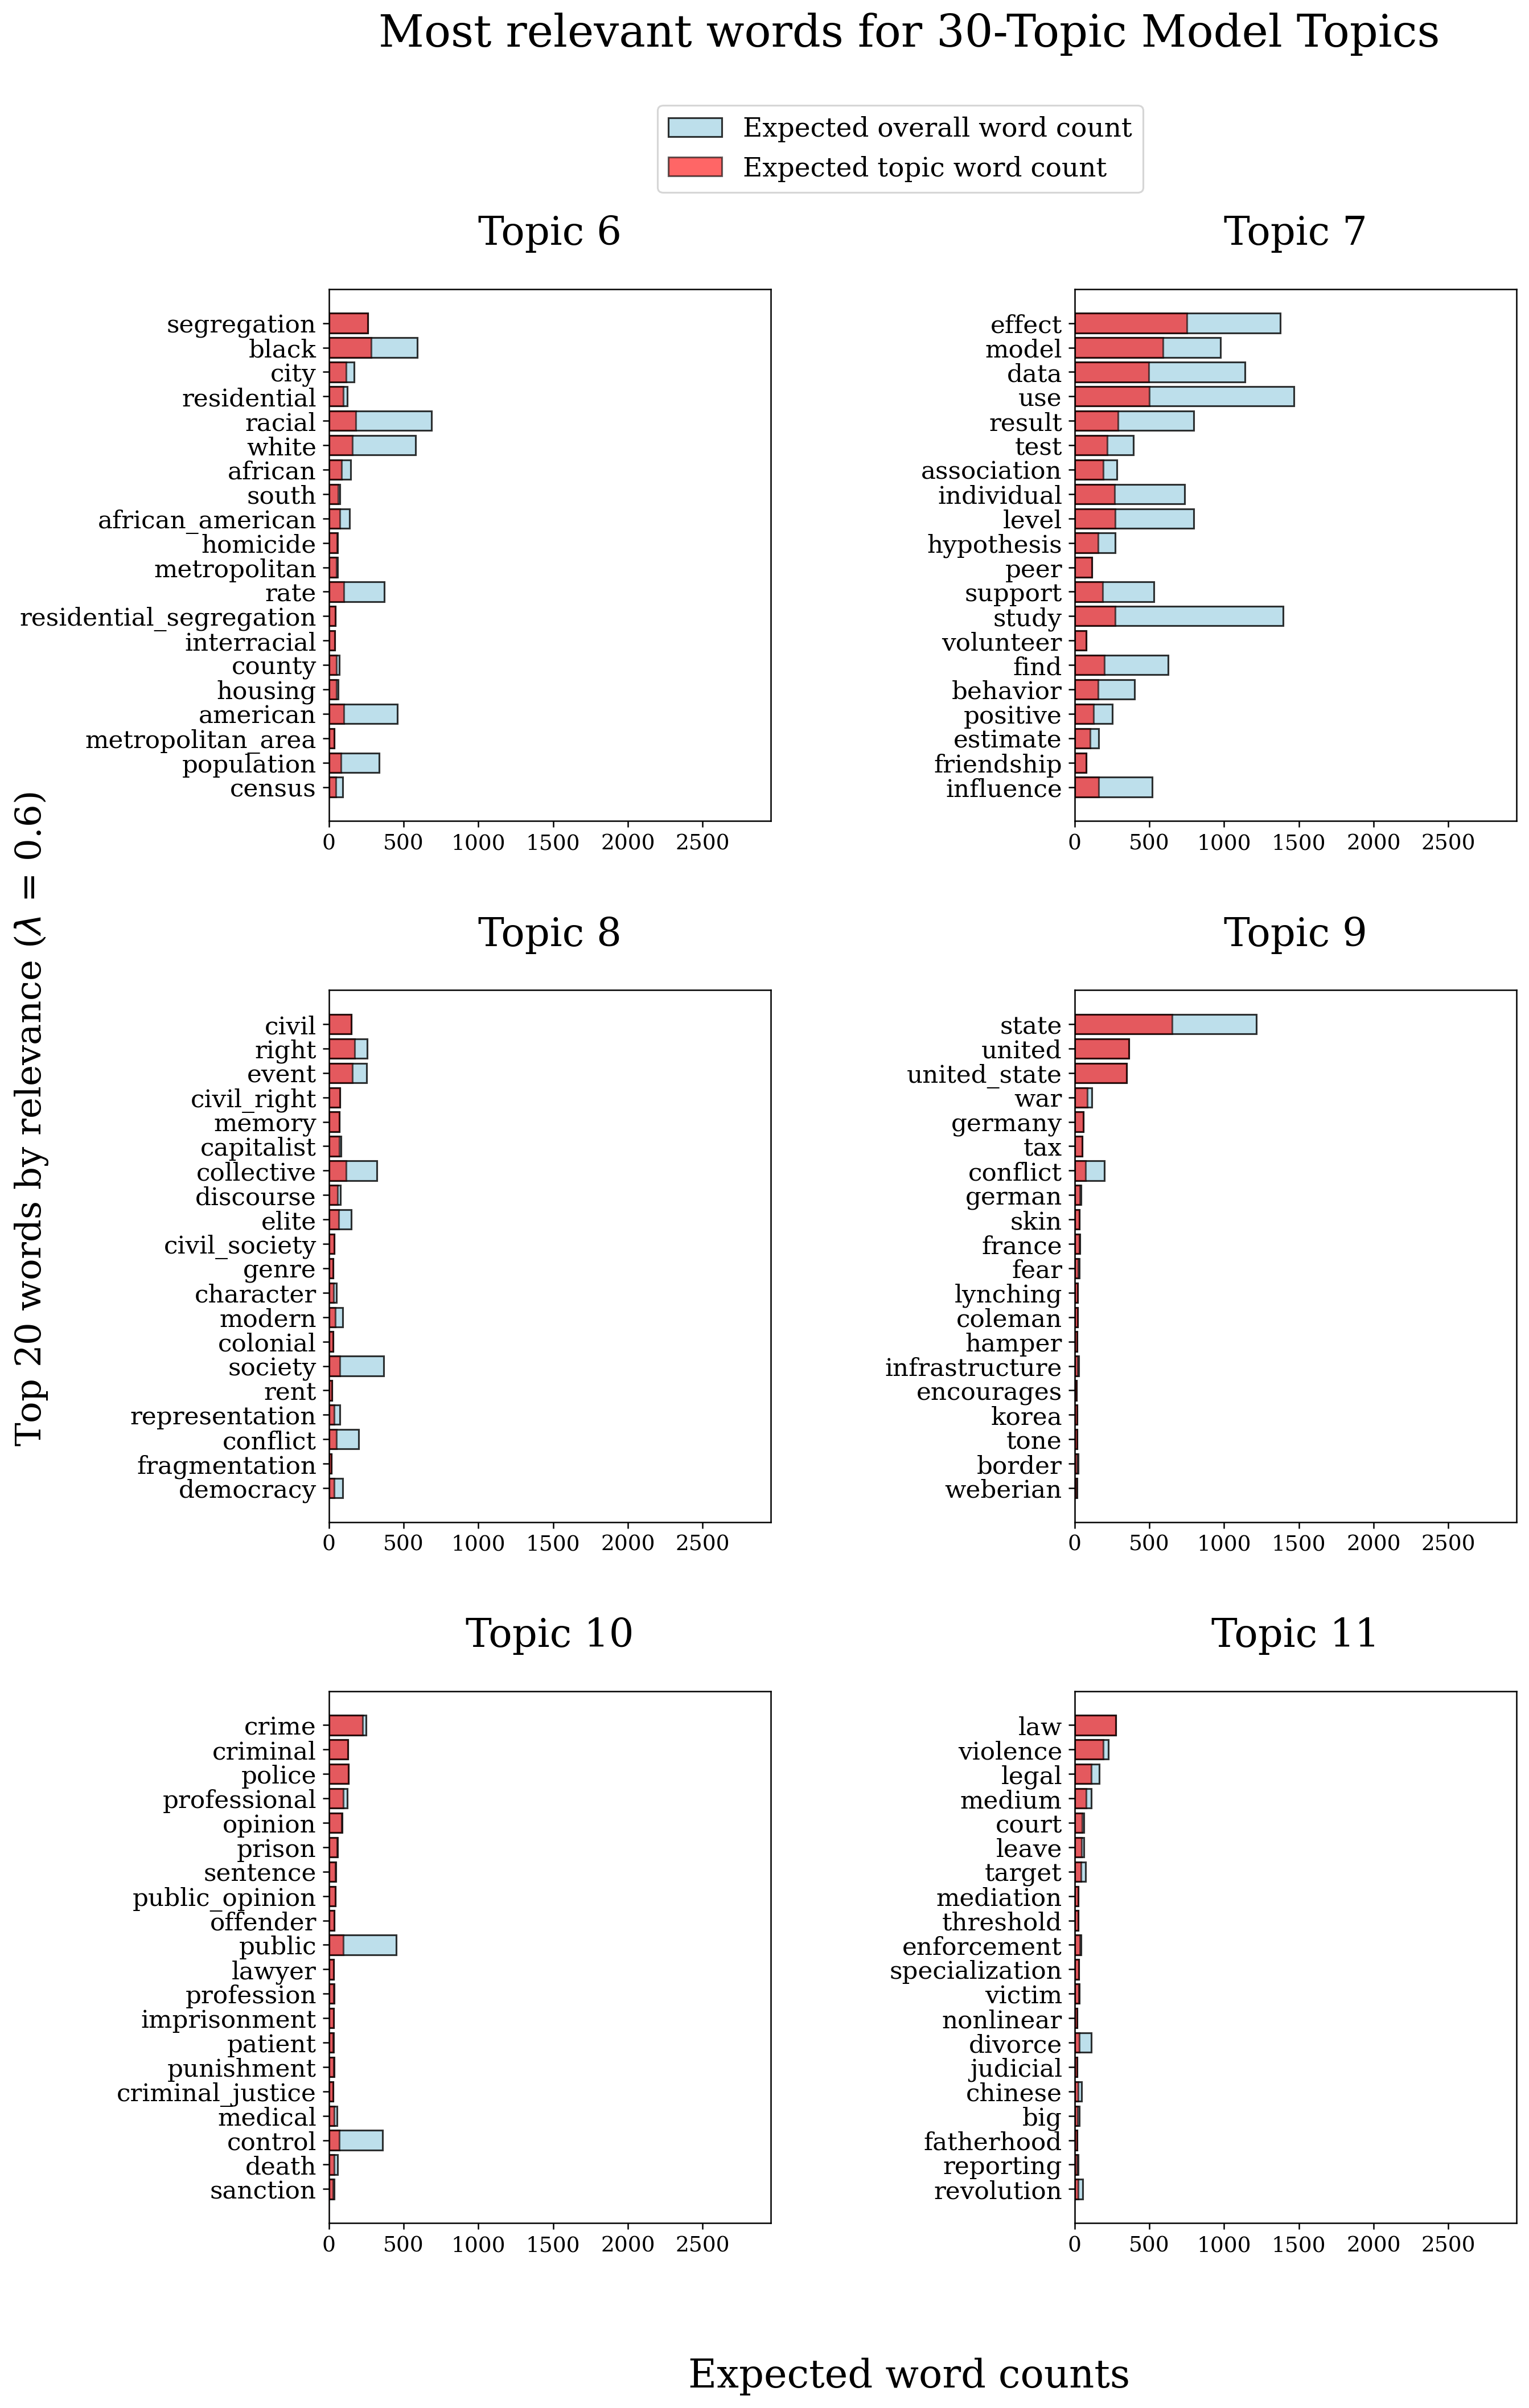 Most relevant words for 30-Topic Model Topics
Expected overall word count
Expected topic word count
Top 20 words by relevance (λ = 0.6)
Topic 6
segregation
black
city
residential
racial
white
african
south
african_american
homicide
metropolitan
rate
residential_segregation
interracial
county
housing
american
metropolitan_area
population
census
0 500 1000 1500 2000 2500
Topic 7
effect
model
data
use
result
test
association
individual
level
hypothesis
peer
support
study
volunteer
find
behavior
positive
estimate
friendship
influence
0 500 1000 1500 2000 2500
Topic 8
civil
right
event
civil_right
memory
capitalist
collective
discourse
elite
civil_society
genre
character
modern
colonial
society
rent
representation
conflict
fragmentation
democracy
0 500 1000 1500 2000 2500
Topic 9
state
united
united_state
war
germany
tax
conflict
german
skin
france
fear
lynching
coleman
hamper
infrastructure
encourages
korea
tone
border
weberian
0 500 1000 1500 2000 2500
Topic 10
crime
criminal
police
professional
opinion
prison
sentence
public_opinion
offender
public
lawyer
profession
imprisonment
patient
punishment
criminal_justice
medical
control
death
sanction
0 500 1000 1500 2000 2500
Topic 11
law
violence
legal
medium
court
leave
target
mediation
threshold
enforcement
specialization
victim
nonlinear
divorce
judicial
chinese
big
fatherhood
reporting
revolution
0 500 1000 1500 2000 2500
Expected word counts